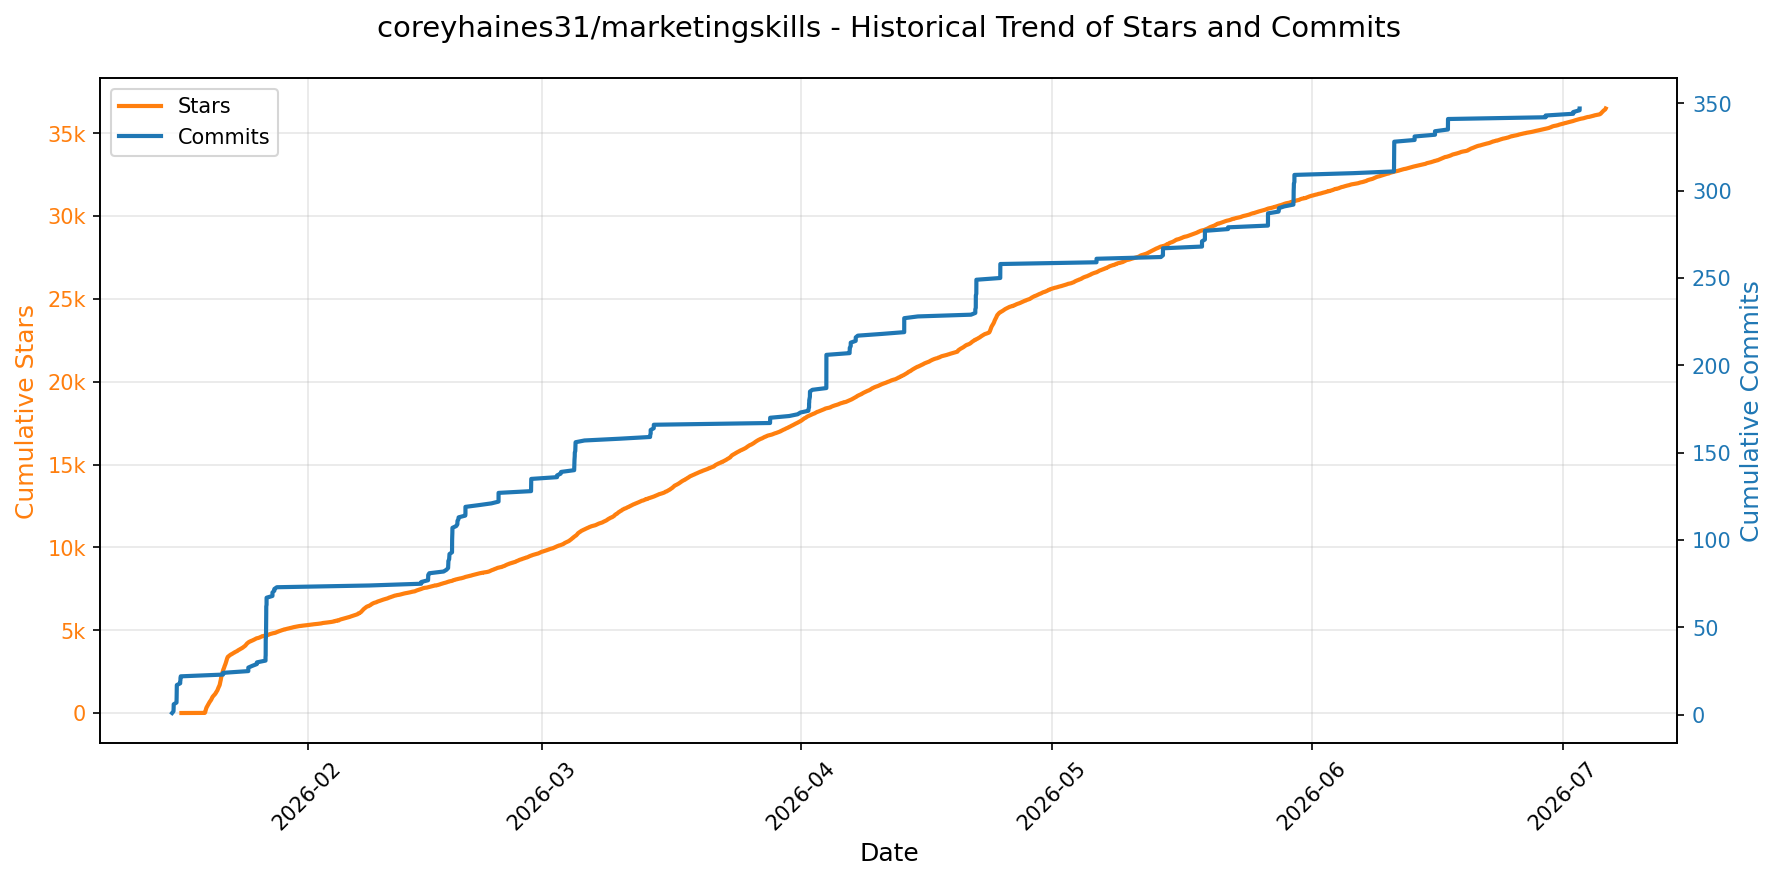 coreyhaines31/marketingskills - Historical Trend of Stars and Commits
Stars
Commits
35k
30k
25k
20k
15k
10k
5k
0
Cumulative Stars
350
300
250
200
150
100
50
0
Cumulative Commits
2026-02
2026-03
2026-04
2026-05
2026-06
2026-07
Date